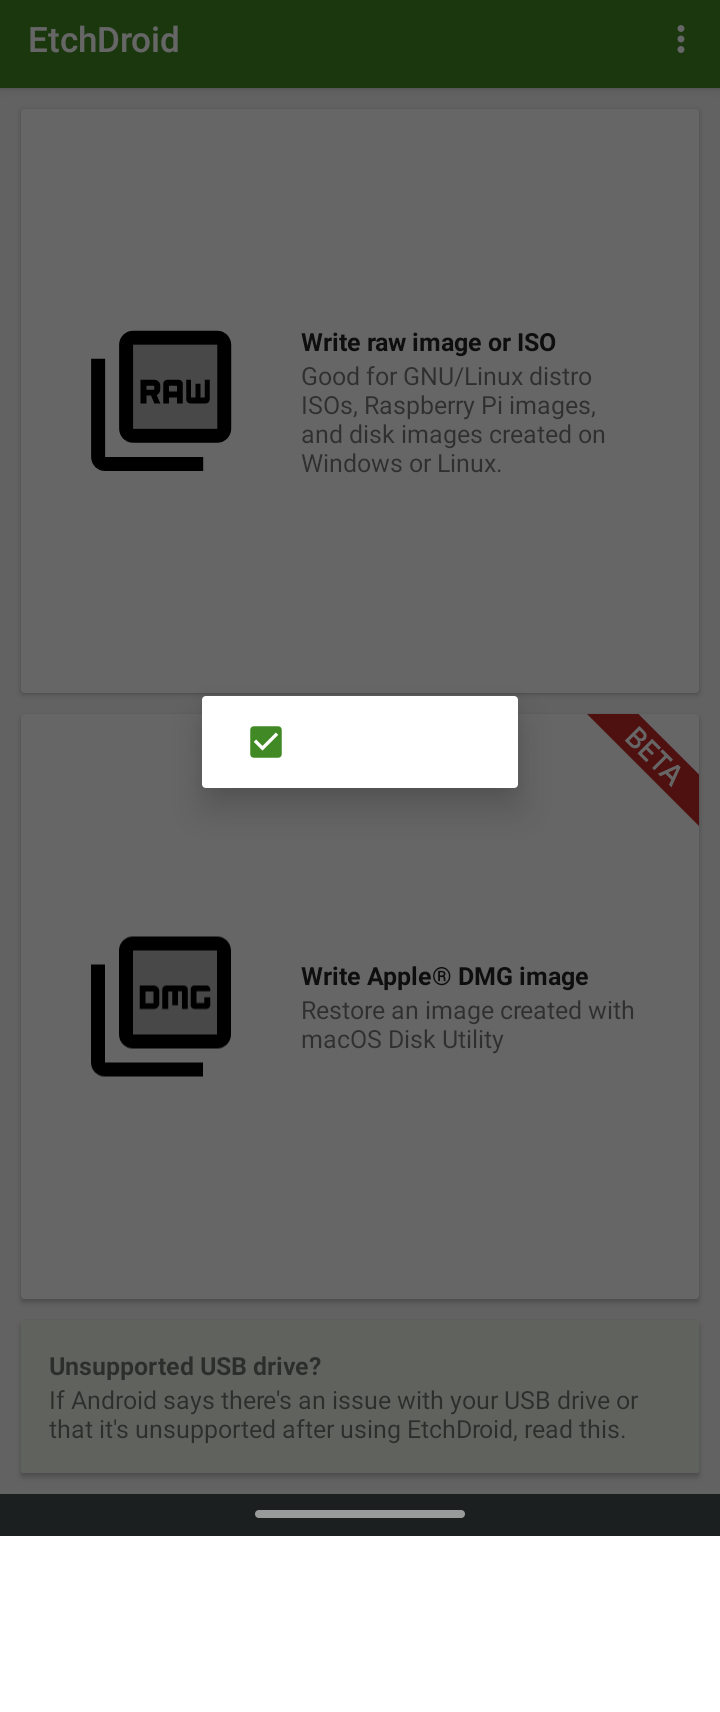 EtchDroid
RAW
Write raw image or ISO
Good for GNU/Linux distro
ISOs, Raspberry Pi images,
and disk images created on
Windows or Linux.
BETA
DMG
Write Apple® DMG image
Restore an image created with
macOS Disk Utility
Unsupported USB drive?
If Android says there's an issue with your USB drive or
that it's unsupported after using EtchDroid, read this.